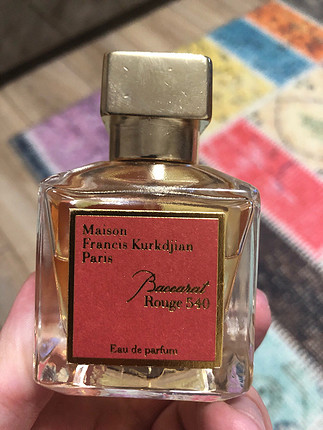 Maison
Francis Kurkdjian
Paris
Baccarat
Rouge 540
Eau de parfum